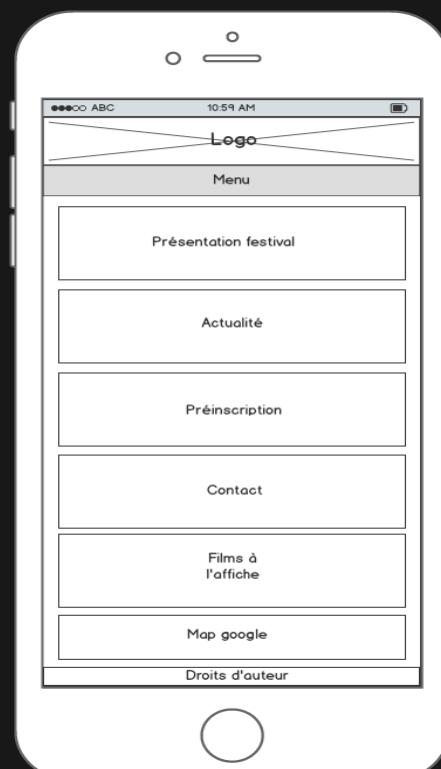 ABC 10:59 AM
Logo
Menu
Présentation festival
Actualité
Préinscription
Contact
Films à
l'affiche
Map google
Droits d'auteur